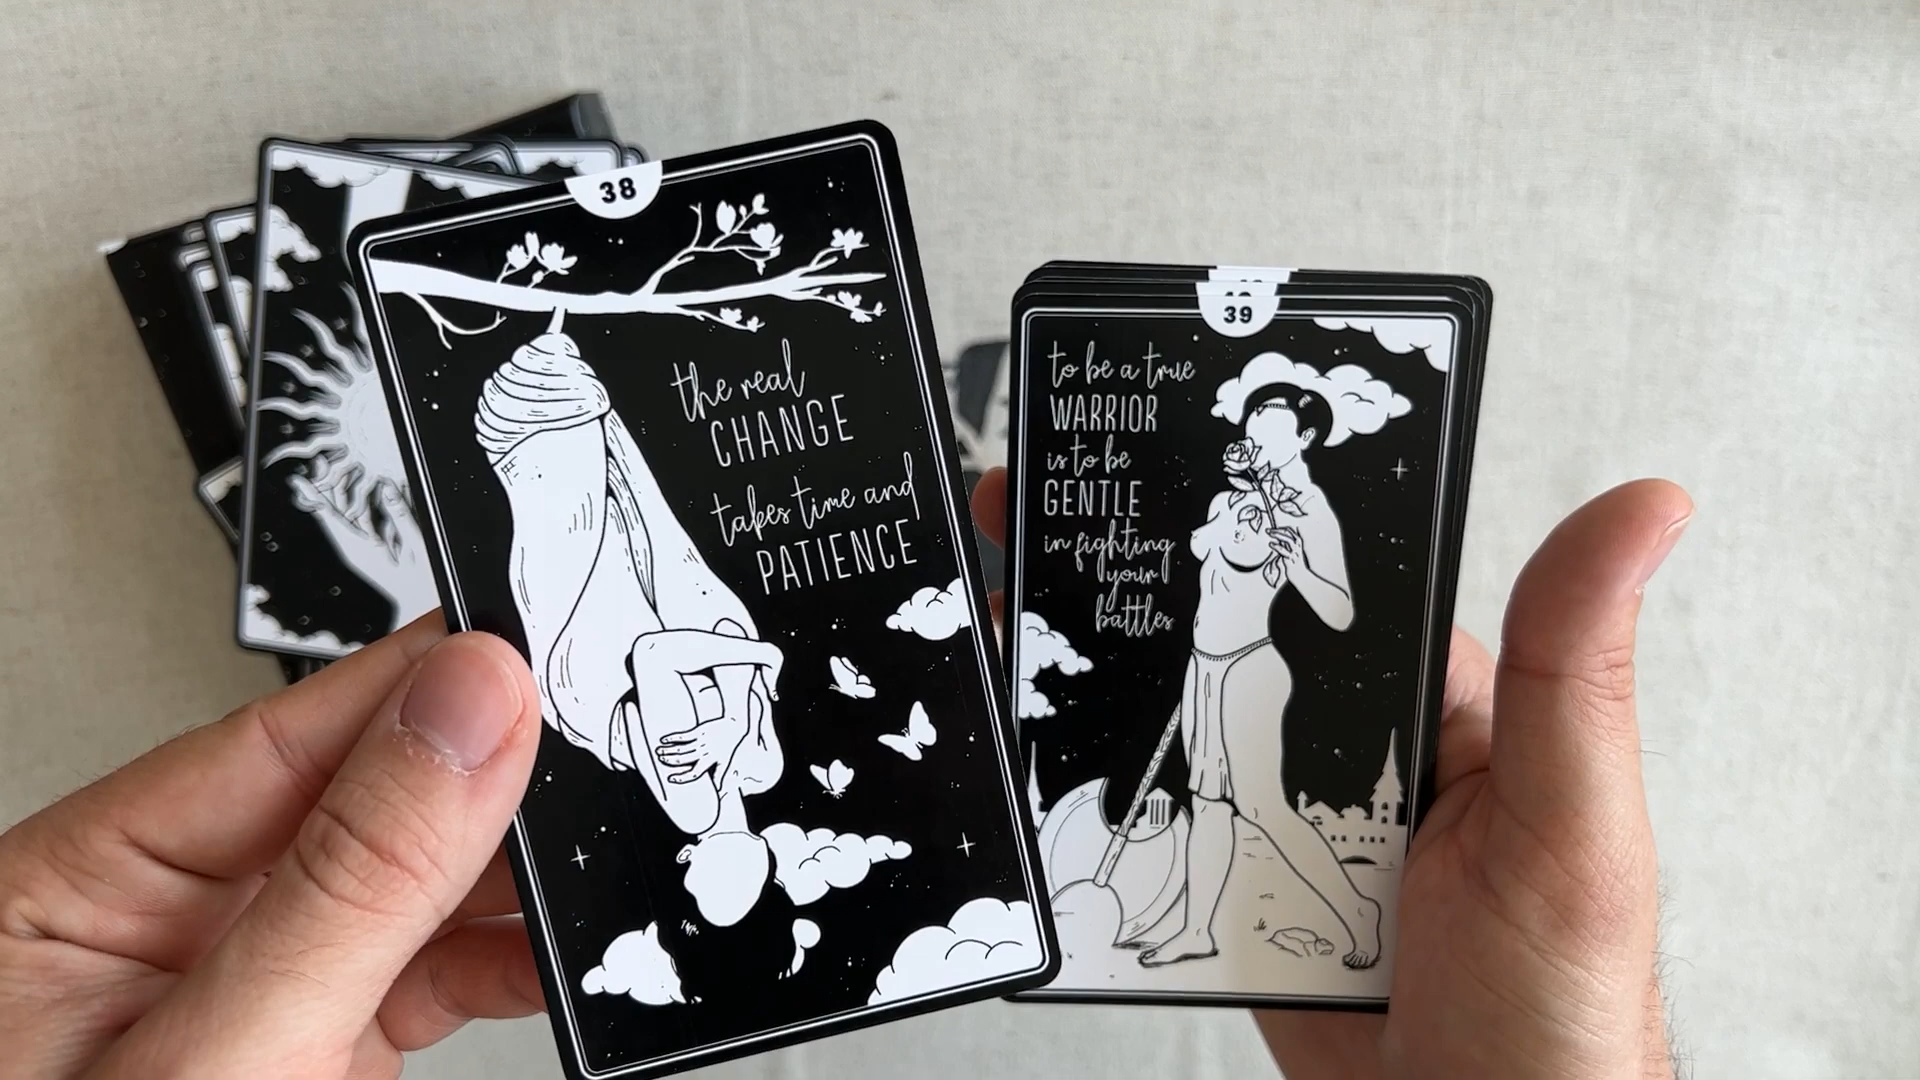 38
the real
CHANGE
takes time and
PATIENCE
39
to be a true
WARRIOR
is to be
GENTLE
in fighting
your
battles